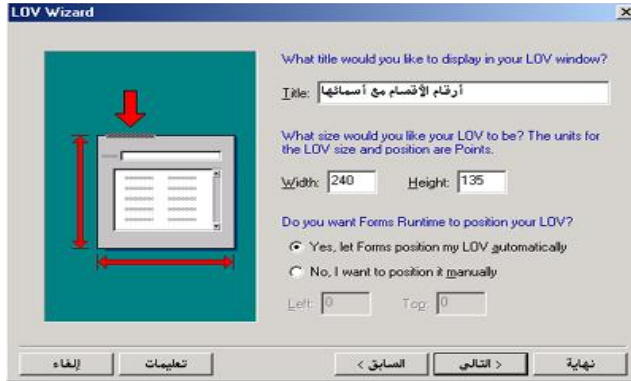 LOV Wizard
What title would you like to display in your LOV window?
Title: أرقام الأقسام مع أسمائها
What size would you like your LOV to be? The units for
the LOV size and position are Points.
Width: 240 Height: 135
Do you want Forms Runtime to position your LOV?
Yes, let Forms position my LOV automatically
No, I want to position it manually
Left: 0 Top: 0
إلغاء تعليمات السابق > < التالي نهاية